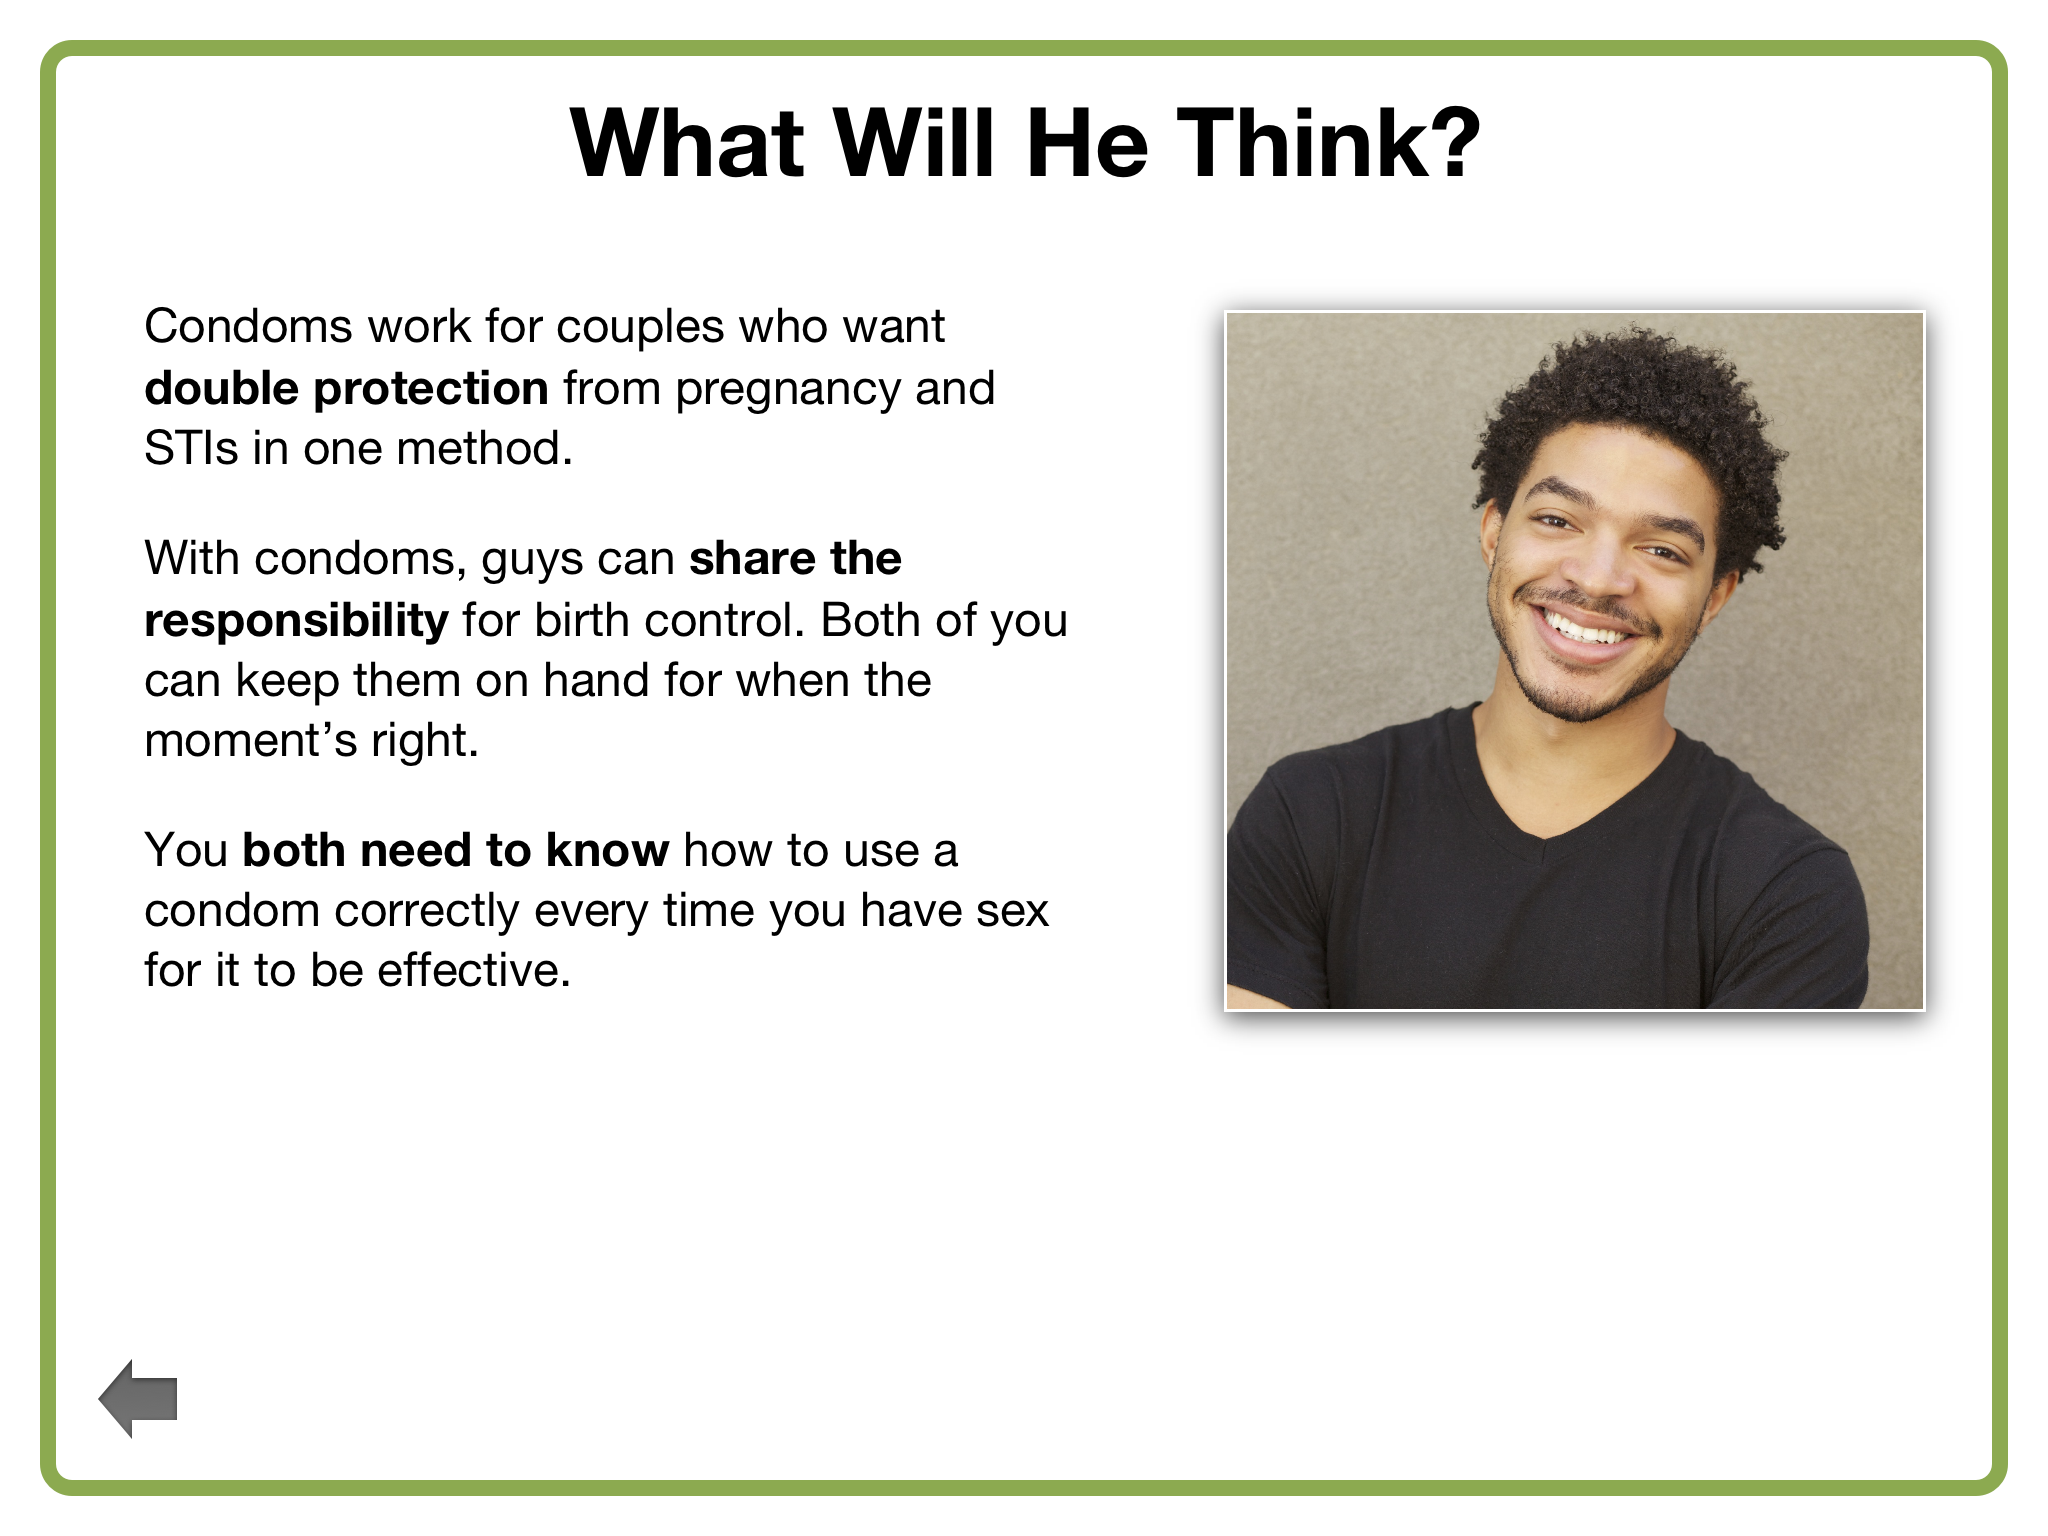 What Will He Think?
Condoms work for couples who want
double protection from pregnancy and
STIs in one method.
With condoms, guys can share the
responsibility for birth control. Both of you
can keep them on hand for when the
moment’s right.
You both need to know how to use a
condom correctly every time you have sex
for it to be effective.